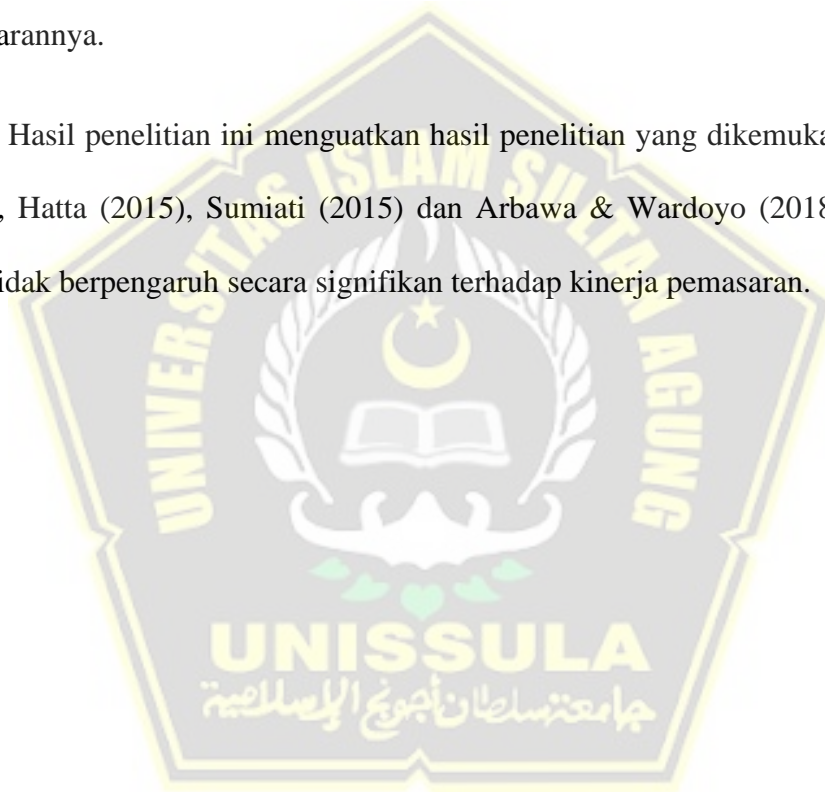 arannya.
Hasil penelitian ini menguatkan hasil penelitian yang dikemuka
, Hatta (2015), Sumiati (2015) dan Arbawa & Wardoyo (2018
idak berpengaruh secara signifikan terhadap kinerja pemasaran.
UNIVERSITAS ISLAM SULTAN AGUNG
UNISSULA
جامعة سلطان أجونج الإسلامية